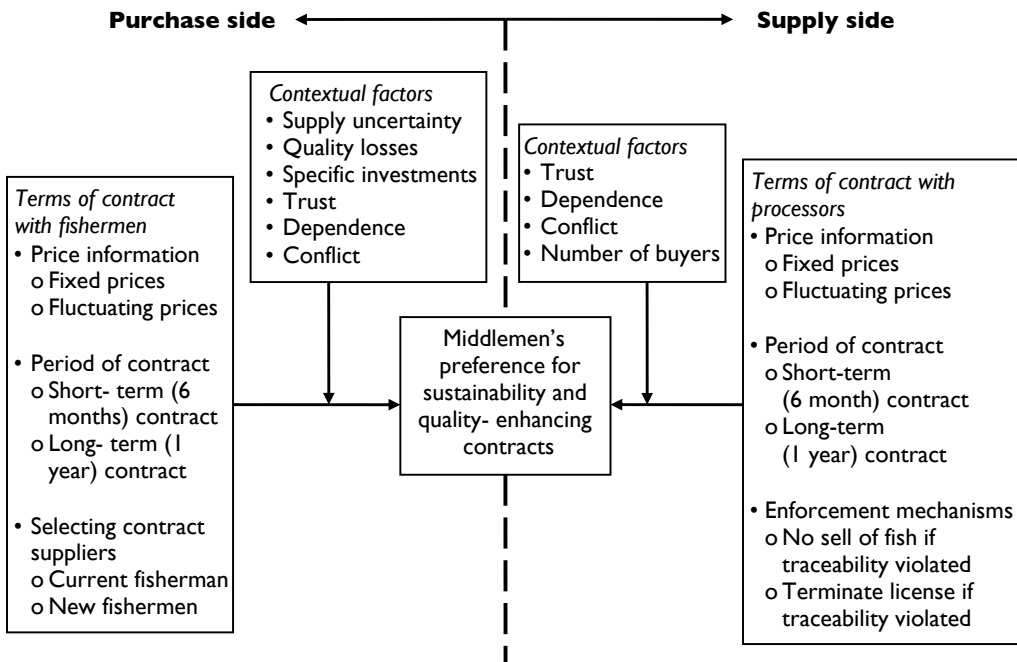 Purchase side
Supply side
Contextual factors
• Supply uncertainty
• Quality losses
• Specific investments
• Trust
• Dependence
• Conflict
Contextual factors
• Trust
• Dependence
• Conflict
• Number of buyers
Terms of contract
with fishermen
• Price information
o Fixed prices
o Fluctuating prices
• Period of contract
o Short- term (6
months) contract
o Long- term (1
year) contract
• Selecting contract
suppliers
o Current fisherman
o New fishermen
Middlemen's
preference for
sustainability and
quality- enhancing
contracts
Terms of contract with
processors
• Price information
o Fixed prices
o Fluctuating prices
• Period of contract
o Short-term
(6 month) contract
o Long-term
(1 year) contract
• Enforcement mechanisms
o No sell of fish if
traceability violated
o Terminate license if
traceability violated